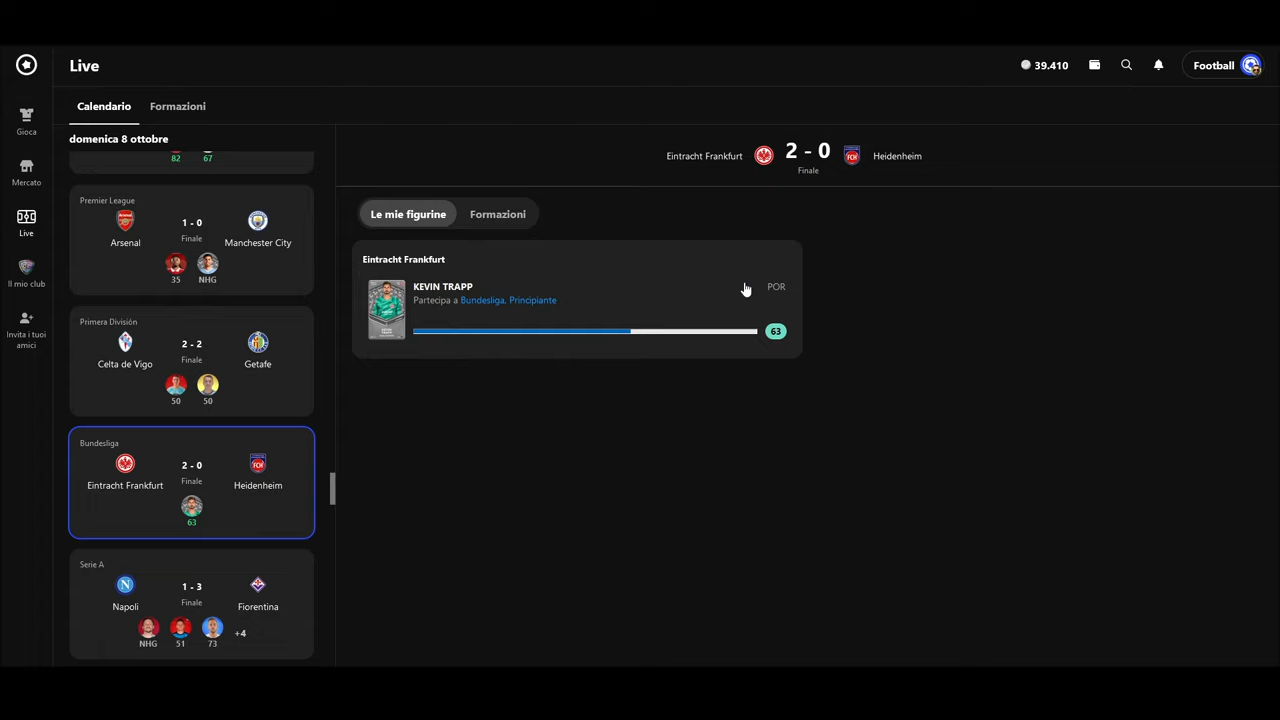 Live
39.410
Football
Gioca
Mercato
Live
Il mio club
Invita i tuoi
amici
Calendario
Formazioni
domenica 8 ottobre
82
67
Premier League
Arsenal
1 - 0
Finale
Manchester City
35
NHG
Primera División
Celta de Vigo
2 - 2
Finale
Getafe
50
50
Bundesliga
Eintracht Frankfurt
2 - 0
Finale
Heidenheim
63
Serie A
Napoli
1 - 3
Finale
Fiorentina
NHG
51
73
+4
Eintracht Frankfurt
2 - 0
Finale
Heidenheim
Le mie figurine
Formazioni
Eintracht Frankfurt
KEVIN TRAPP
POR
Partecipa a Bundesliga, Principiante
63